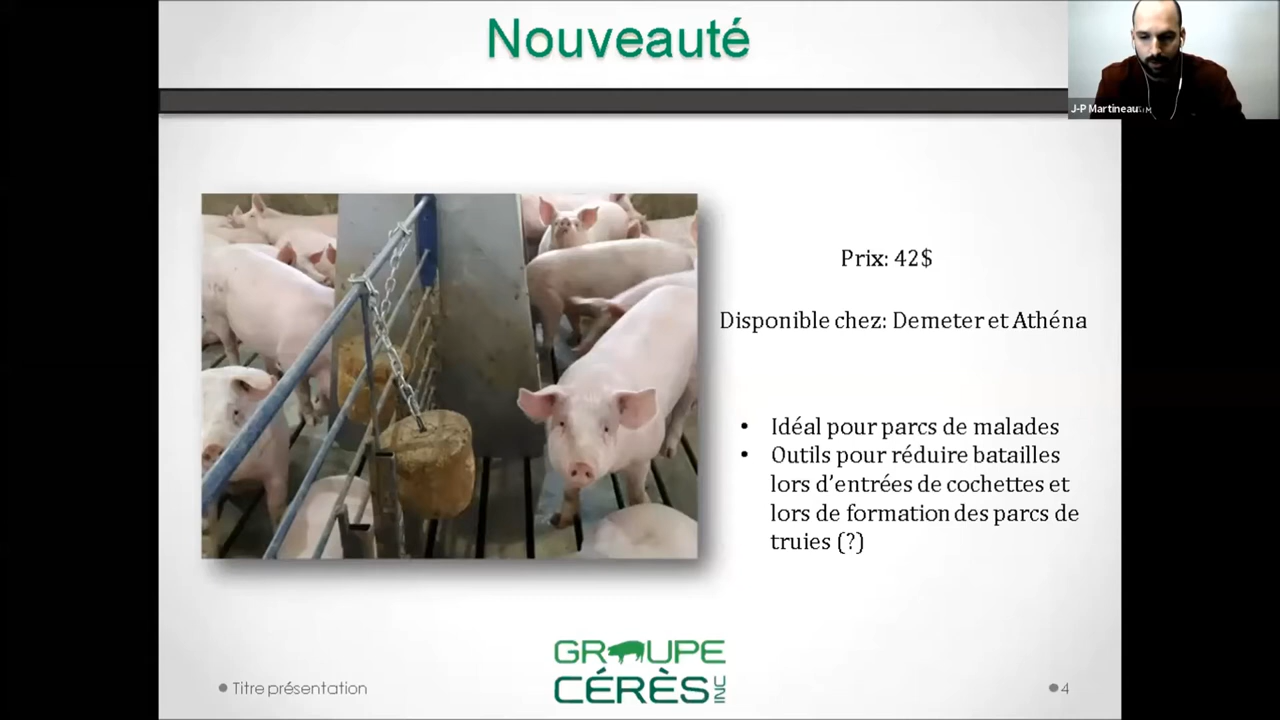 Nouveauté
J-P Martineau
Prix: 42$
Disponible chez: Demeter et Athéna
• Idéal pour parcs de malades
• Outils pour réduire batailles
lors d’entrées de cochettes et
lors de formation des parcs de
truies (?)
GROUPE
CÉRÈS INC
Titre présentation
4